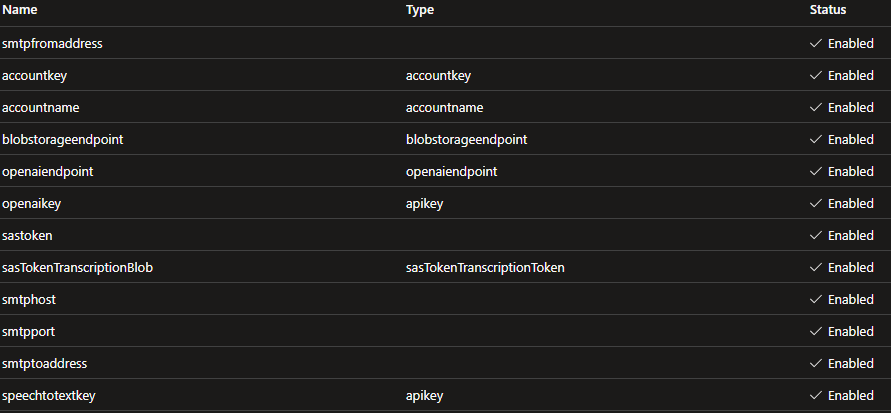 Name Type Status
smtpfromaddress Enabled
accountkey accountkey Enabled
accountname accountname Enabled
blobstorageendpoint blobstorageendpoint Enabled
openaiendpoint openaiendpoint Enabled
openaikey apikey Enabled
sastoken Enabled
sasTokenTranscriptionBlob sasTokenTranscriptionToken Enabled
smtphost Enabled
smtpport Enabled
smtptoaddress Enabled
speechtotextkey apikey Enabled